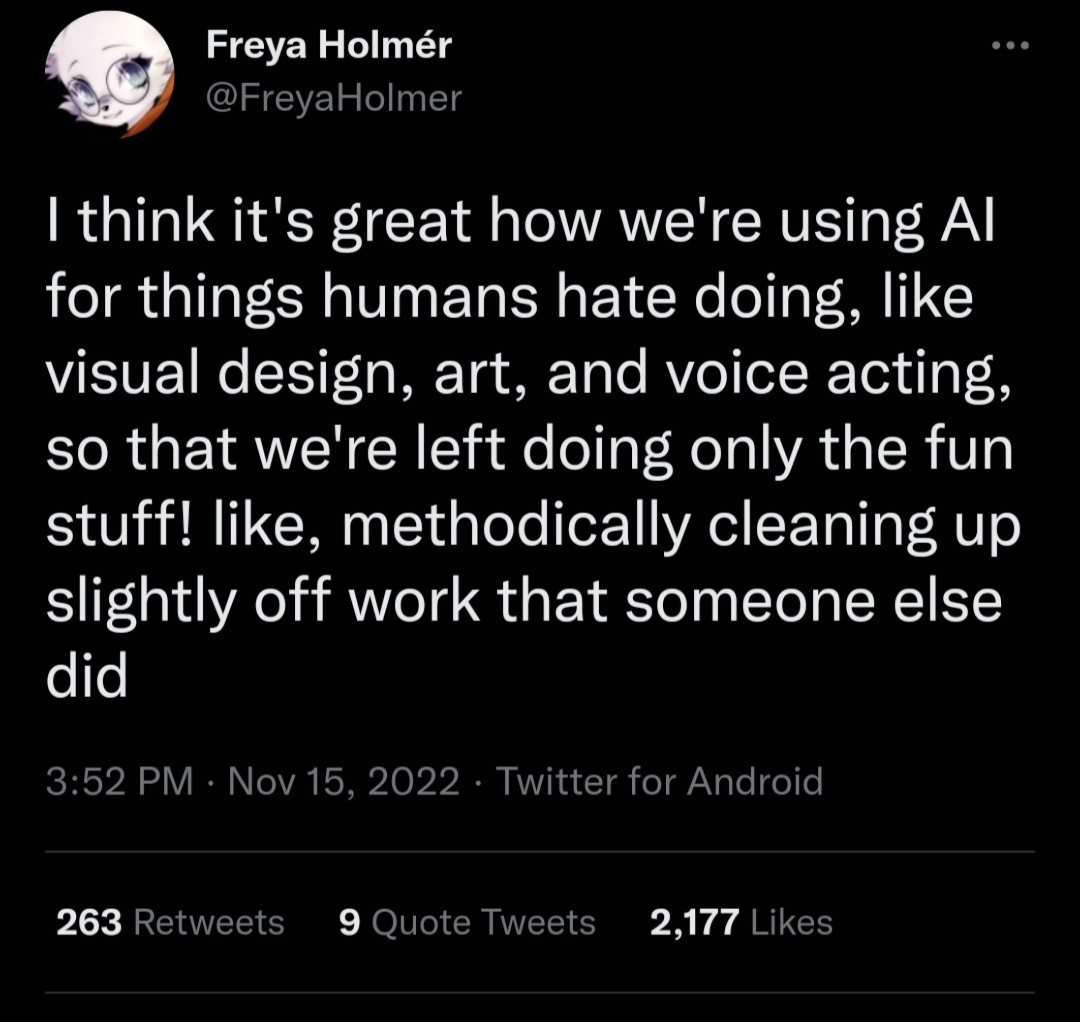 Freya Holmér
@FreyaHolmer
I think it's great how we're using AI
for things humans hate doing, like
visual design, art, and voice acting,
so that we're left doing only the fun
stuff! like, methodically cleaning up
slightly off work that someone else
did
3:52 PM · Nov 15, 2022 · Twitter for Android
263 Retweets 9 Quote Tweets 2,177 Likes